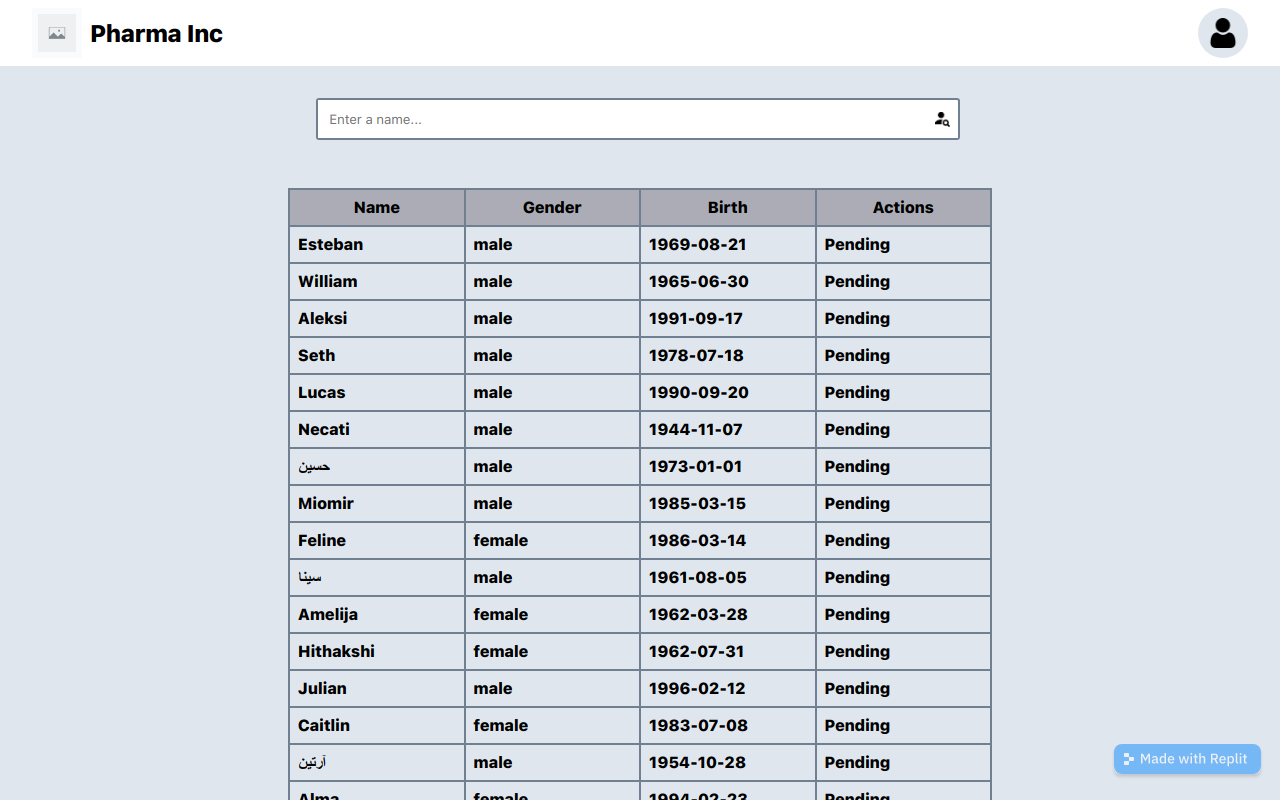 Pharma Inc
Enter a name...
Name Gender Birth Actions
Esteban male 1969-08-21 Pending
William male 1965-06-30 Pending
Aleksi male 1991-09-17 Pending
Seth male 1978-07-18 Pending
Lucas male 1990-09-20 Pending
Necati male 1944-11-07 Pending
حسین male 1973-01-01 Pending
Miomir male 1985-03-15 Pending
Feline female 1986-03-14 Pending
سینا male 1961-08-05 Pending
Amelija female 1962-03-28 Pending
Hithakshi female 1962-07-31 Pending
Julian male 1996-02-12 Pending
Caitlin female 1983-07-08 Pending
آرتین male 1954-10-28 Pending
Alma female 1994-02-23 Pending
Made with Replit